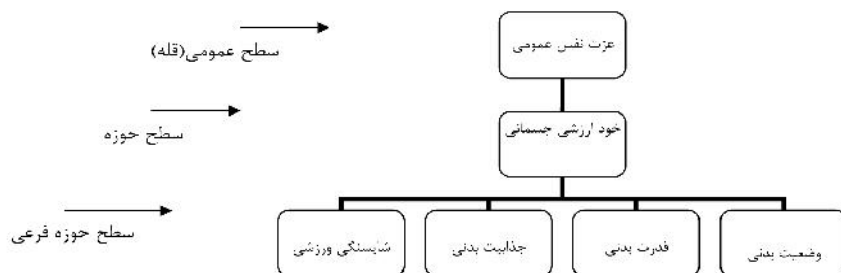 عزت نفس عمومی
سطح عمومی(قله)
خود ارزشی جسمانی
سطح حوزه
وضعیت بدنی
قدرت بدنی
جذابیت بدنی
شایستگی ورزشی
سطح حوزه فرعی